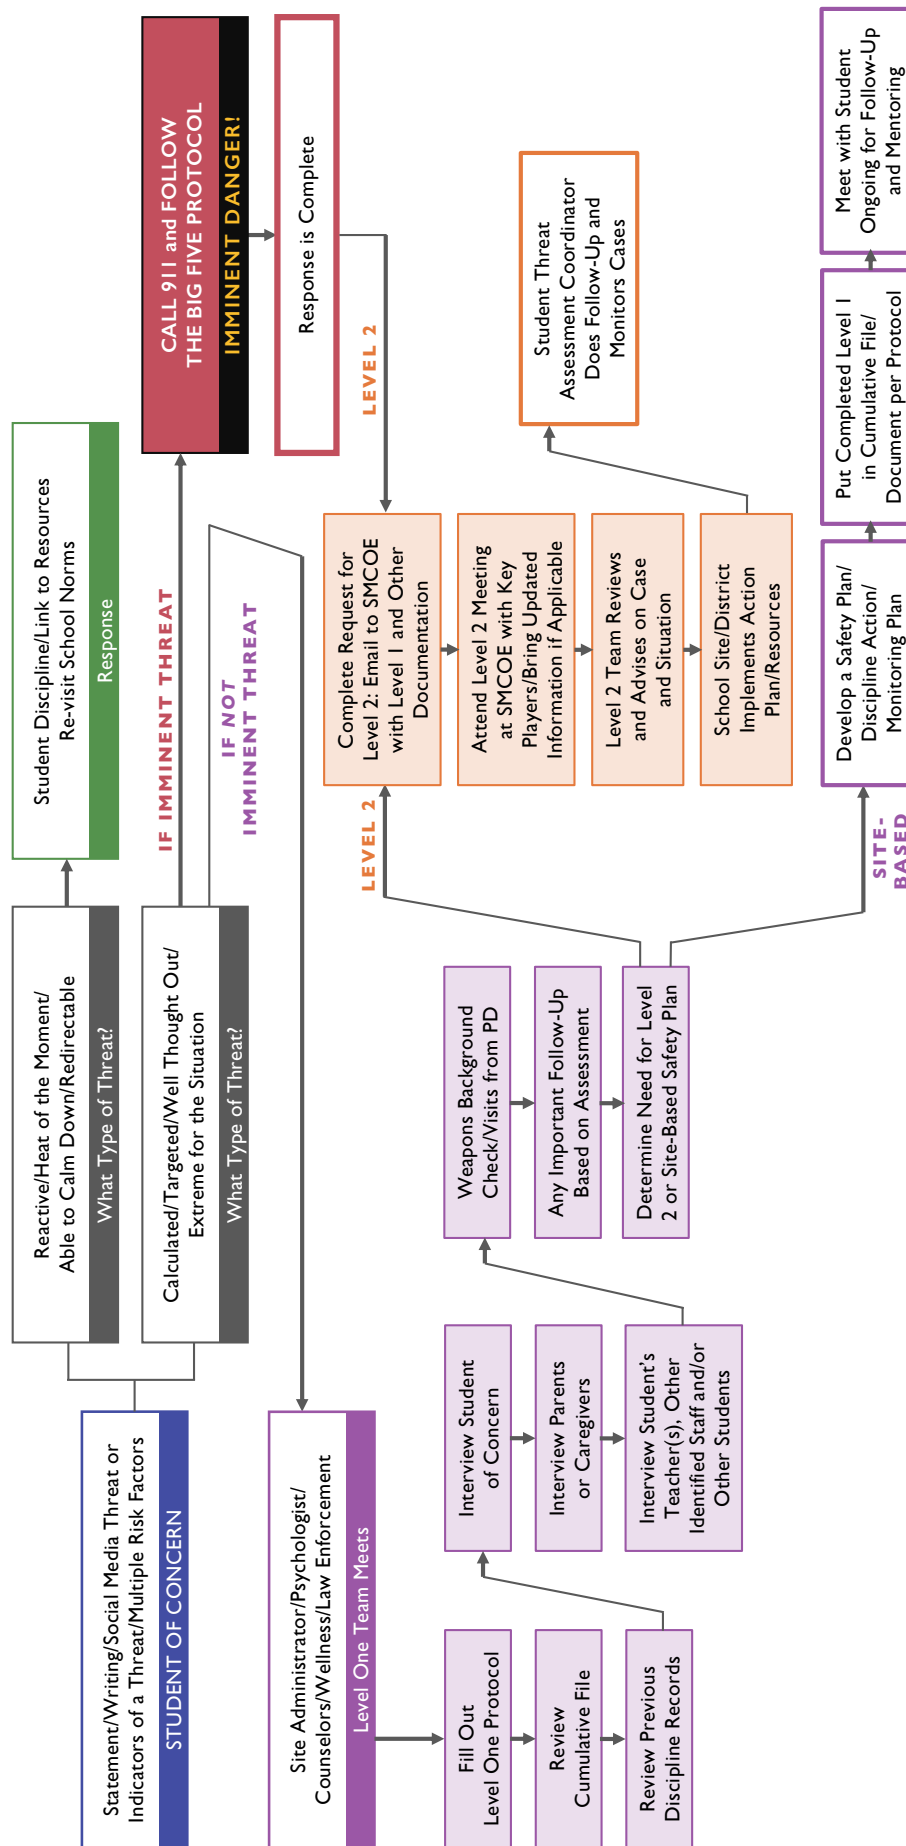 Statement/Writing/Social Media Threat or
Indicators of a Threat/Multiple Risk Factors
STUDENT OF CONCERN
Reactive/Heat of the Moment/
Able to Calm Down/Redirectable
What Type of Threat?
Student Discipline/Link to Resources
Re-visit School Norms
Response
Calculated/Targeted/Well Thought Out/
Extreme for the Situation
What Type of Threat?
IF IMMINENT THREAT
CALL 911 and FOLLOW
THE BIG FIVE PROTOCOL
IMMINENT DANGER!
Response is Complete
LEVEL 2
IF NOT
IMMINENT THREAT
Site Administrator/Psychologist/
Counselors/Wellness/Law Enforcement
Level One Team Meets
Fill Out
Level One Protocol
Review
Cumulative File
Review Previous
Discipline Records
Interview Student
of Concern
Interview Parents
or Caregivers
Interview Student's
Teacher(s), Other
Identified Staff and/or
Other Students
Weapons Background
Check/Visits from PD
Any Important Follow-Up
Based on Assessment
Determine Need for Level
2 or Site-Based Safety Plan
LEVEL 2
Complete Request for
Level 2: Email to SMCOE
with Level 1 and Other
Documentation
Attend Level 2 Meeting
at SMCOE with Key
Players/Bring Updated
Information if Applicable
Level 2 Team Reviews
and Advises on Case
and Situation
School Site/District
Implements Action
Plan/Resources
Student Threat
Assessment Coordinator
Does Follow-Up and
Monitors Cases
SITE-
BASED
Develop a Safety Plan/
Discipline Action/
Monitoring Plan
Put Completed Level 1
in Cumulative File/
Document per Protocol
Meet with Student
Ongoing for Follow-Up
and Mentoring